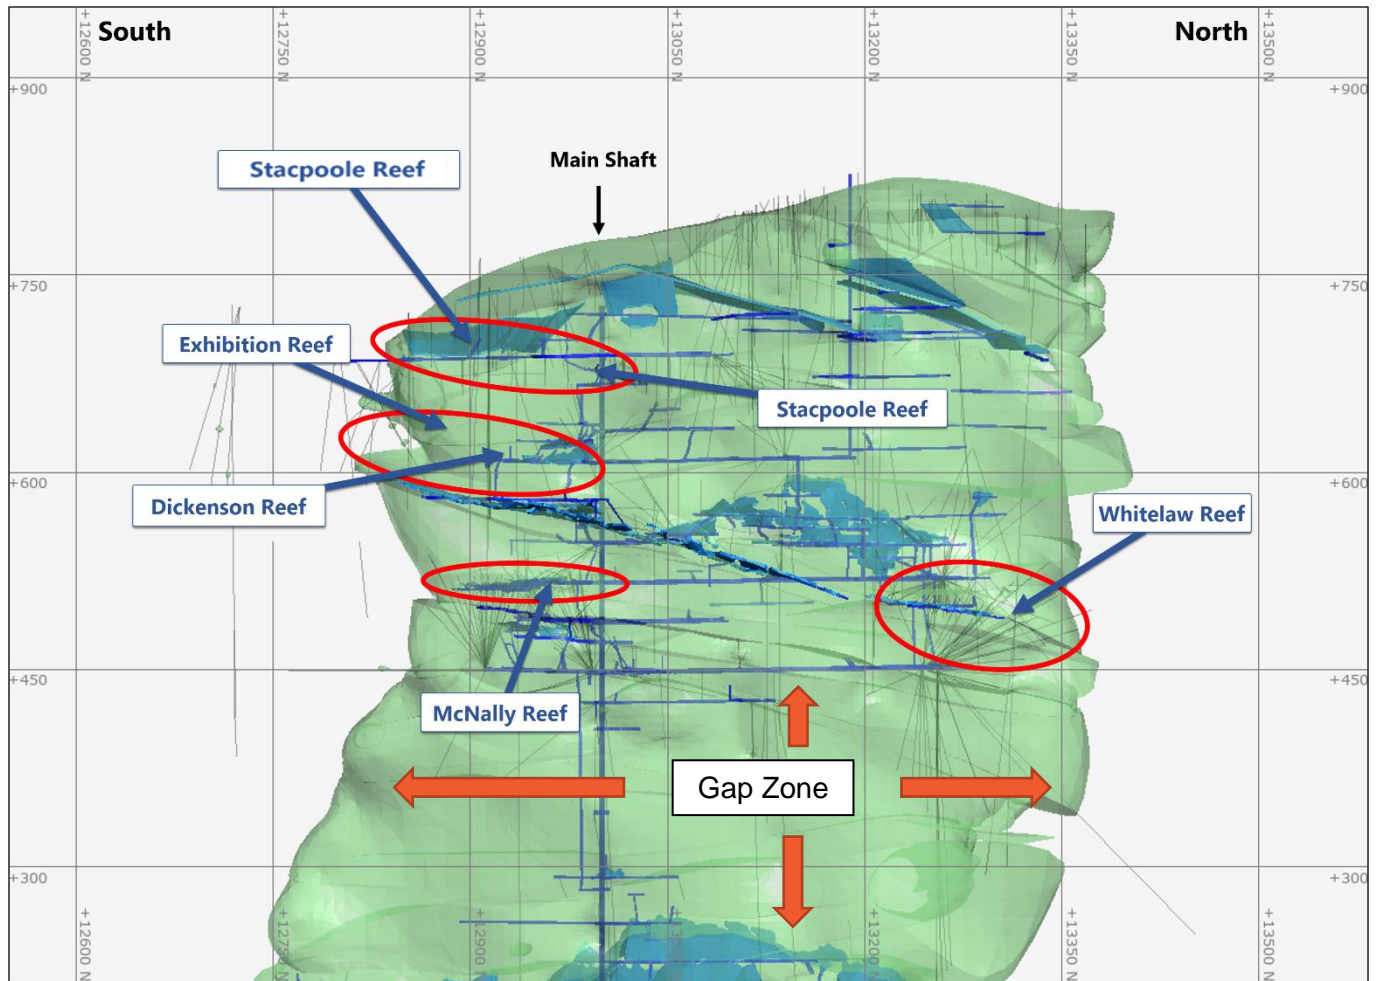 South
North
+12600 N
+12750 N
+12900 N
+13050 N
+13200 N
+13350 N
+13500 N
+900
+900
Main Shaft
Stacpoole Reef
+750
+750
Exhibition Reef
Stacpoole Reef
+600
+600
Dickenson Reef
Whitelaw Reef
+450
+450
McNally Reef
Gap Zone
+300
+300
+12600 N
+12750 N
+12900 N
+13200 N
+13350 N
+13500 N